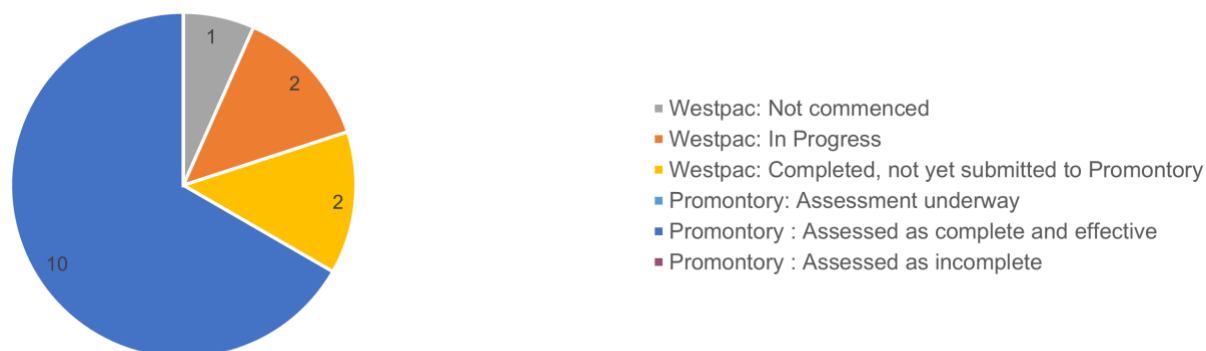 1
2
2
10
Westpac: Not commenced
Westpac: In Progress
Westpac: Completed, not yet submitted to Promontory
Promontory: Assessment underway
Promontory : Assessed as complete and effective
Promontory : Assessed as incomplete